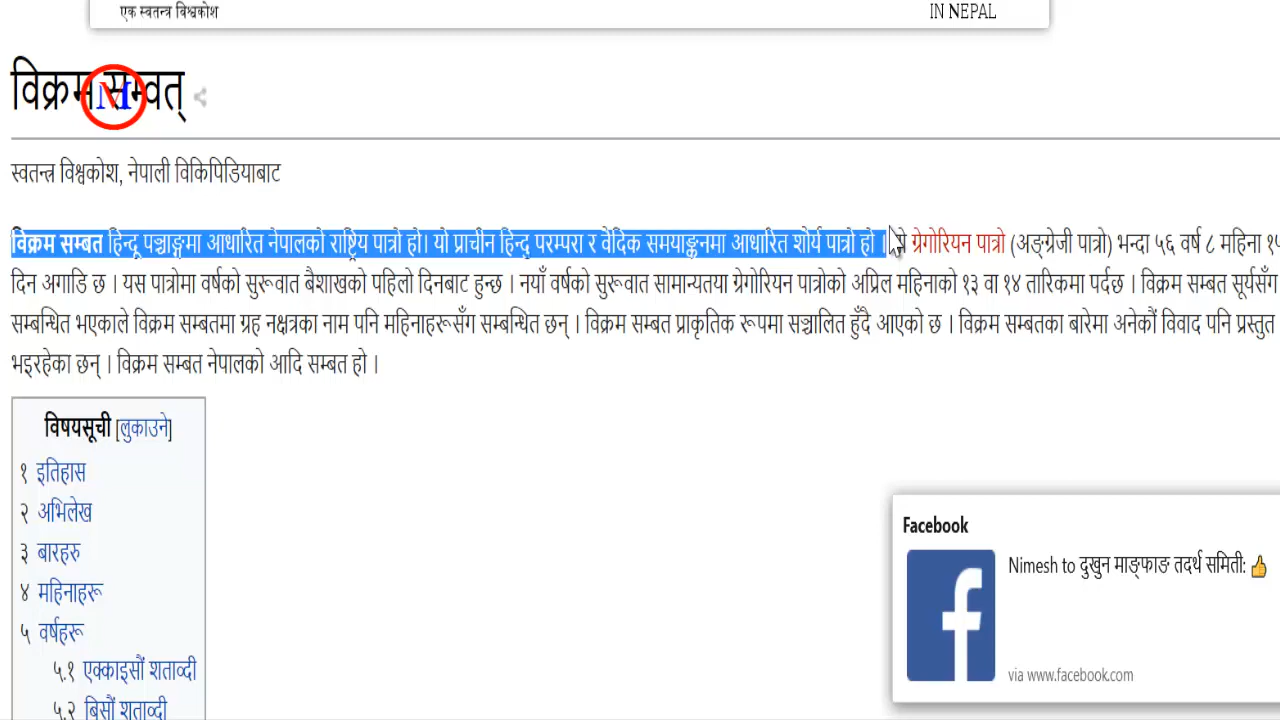 एक स्वतन्त्र विश्वकोश
IN NEPAL
विक्रम सम्वत्
M
स्वतन्त्र विश्वकोश, नेपाली विकिपिडियाबाट
विक्रम सम्बत हिन्दू पञ्चाङ्गमा आधारित नेपालको राष्ट्रिय पात्रो हो। यो प्राचीन हिन्दु परम्परा र वेदिक समयाङ्कनमा आधारित शोर्य पात्रो हो । ग्रेगोरियन पात्रो (अङ्ग्रेजी पात्रो) भन्दा ५६ वर्ष ८ महिना
दिन अगाडि छ । यस पात्रोमा वर्षको सुरूवात बैशाखको पहिलो दिनबाट हुन्छ । नयाँ वर्षको सुरूवात सामान्यतया ग्रेगोरियन पात्रोको अप्रिल महिनाको १३ वा १४ तारिकमा पर्दछ । विक्रम सम्बत सूर्यसँग
सम्बन्धित भएकाले विक्रम सम्बतमा ग्रह नक्षत्रका नाम पनि महिनाहरूसँग सम्बन्धित छन् । विक्रम सम्बत प्राकृतिक रूपमा सञ्चालित हुँदै आएको छ । विक्रम सम्बतका बारेमा अनेकौं विवाद पनि प्रस्तुत
भइरहेका छन् । विक्रम सम्बत नेपालको आदि सम्बत हो ।
विषयसूची [लुकाउने]
१ इतिहास
२ अभिलेख
३ बारहरु
४ महिनाहरू
५ वर्षहरू
५.१ एक्काइसौं शताव्दी
५.२ बिसौं शताव्दी
Facebook
Nimesh to दुखुन माङ्फाङ तदर्थ समिती: 👍
via www.facebook.com